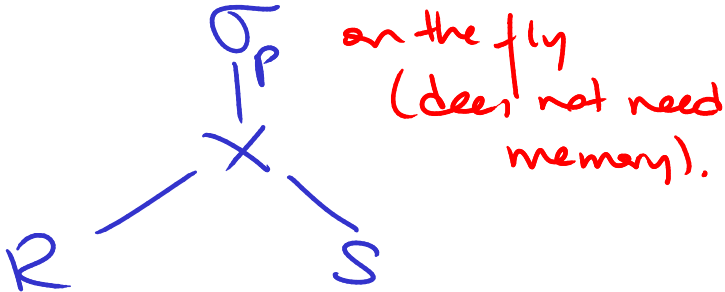 σp
on the fly
(does not need
memory).
X
R
S